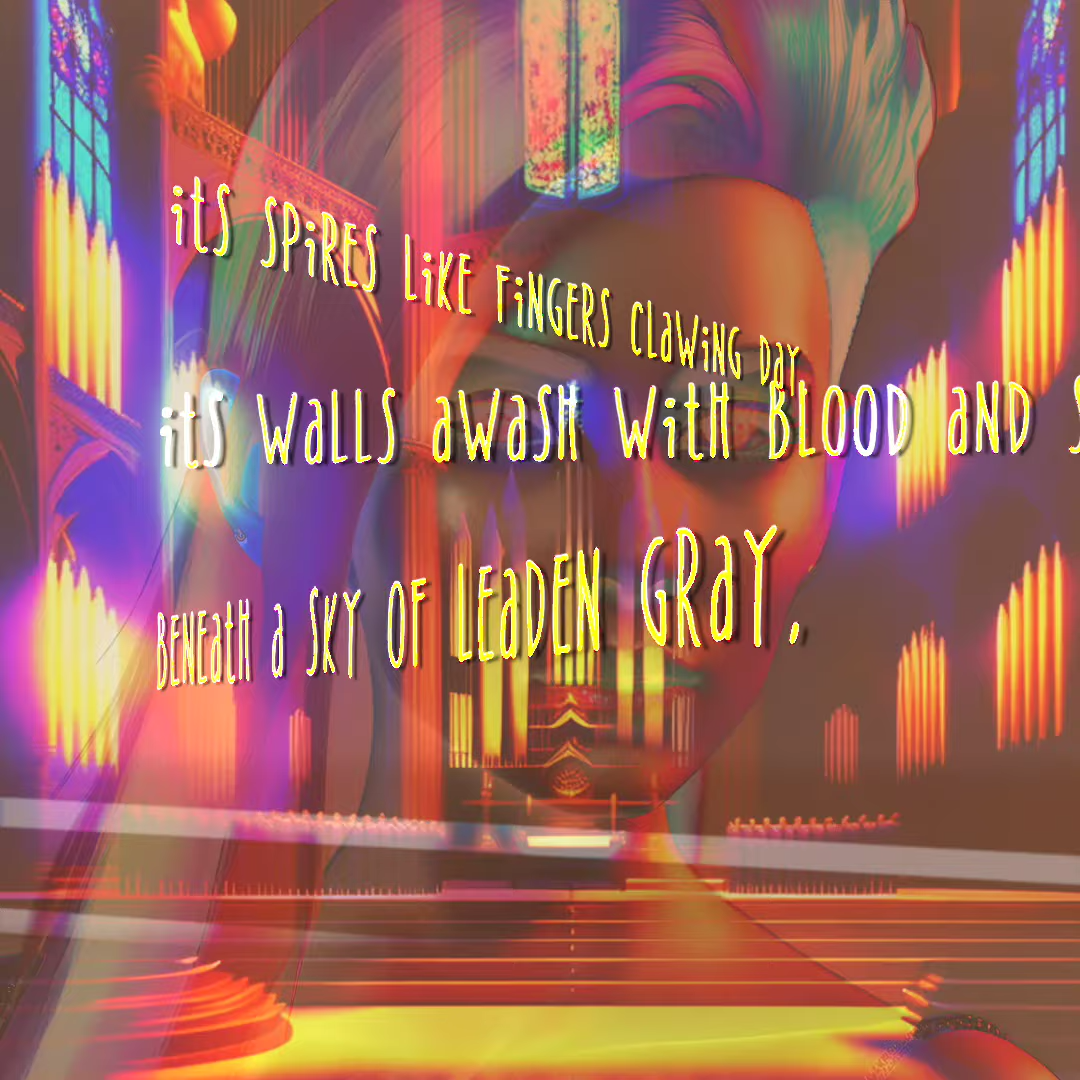 its spires like fingers clawing day,
its walls awash with blood and
beneath a sky of leaden gray,